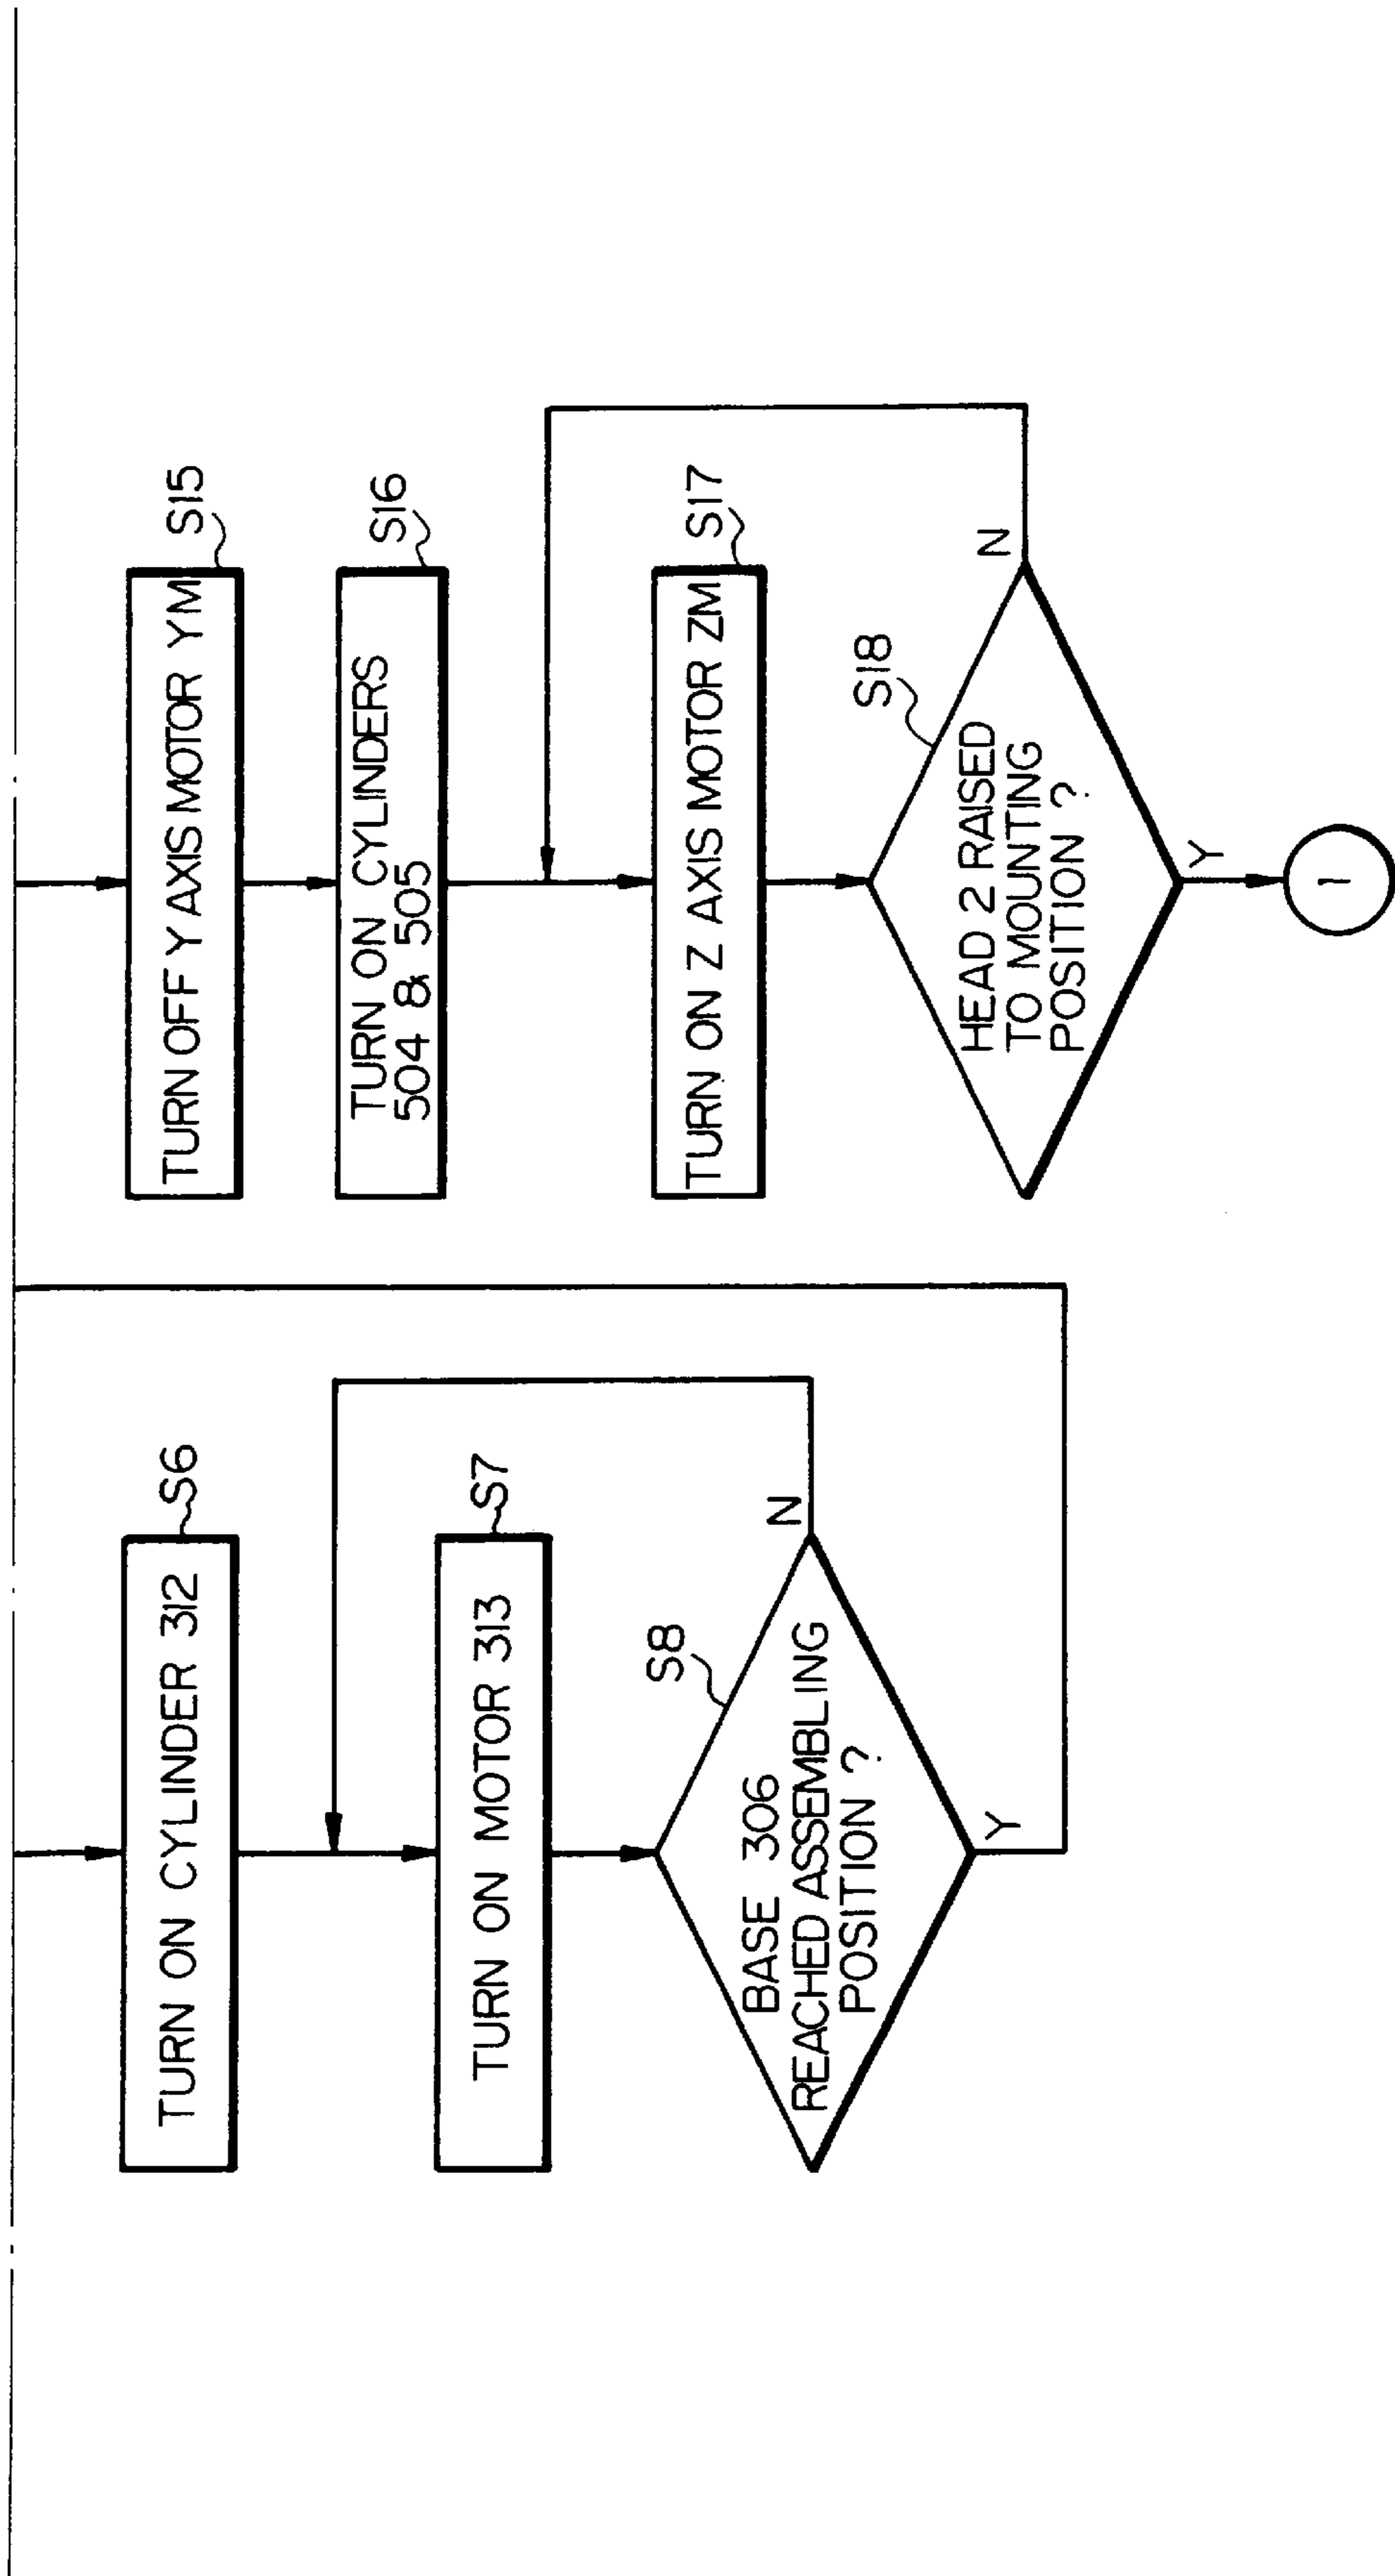 TURN ON CYLINDER 312
S6
TURN ON MOTOR 313
S7
S8
BASE 306
REACHED ASSEMBLING
POSITION ?
N
Y
TURN OFF Y AXIS MOTOR YM
S15
TURN ON CYLINDERS
504 & 505
S16
TURN ON Z AXIS MOTOR ZM
S17
S18
HEAD 2 RAISED
TO MOUNTING
POSITION ?
N
Y
1